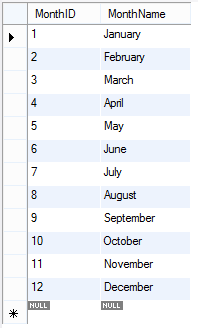 MonthID MonthName
1 January
2 February
3 March
4 April
5 May
6 June
7 July
8 August
9 September
10 October
11 November
12 December
NULL NULL